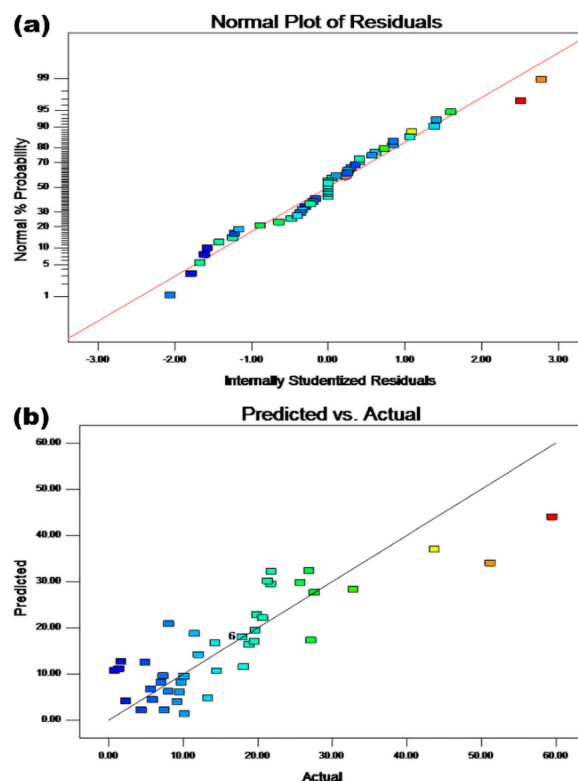 (a)
Normal Plot of Residuals
Normal % Probability
99
95
90
80
70
50
30
20
10
5
1
-3.00 -2.00 -1.00 0.00 1.00 2.00 3.00
Internally Studentized Residuals
(b)
Predicted vs. Actual
Predicted
60.00
50.00
40.00
30.00
20.00
10.00
0.00
6
0.00 10.00 20.00 30.00 40.00 50.00 60.00
Actual